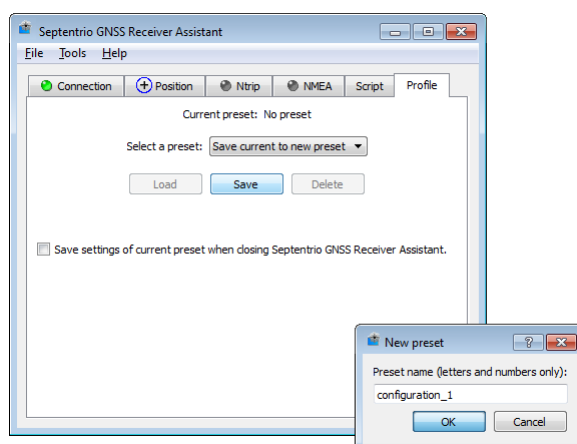 Septentrio GNSS Receiver Assistant
File Tools Help
Connection Position Ntrip NMEA Script Profile
Current preset: No preset
Select a preset: Save current to new preset
Load Save Delete
Save settings of current preset when closing Septentrio GNSS Receiver Assistant.
New preset
Preset name (letters and numbers only):
configuration_1
OK Cancel